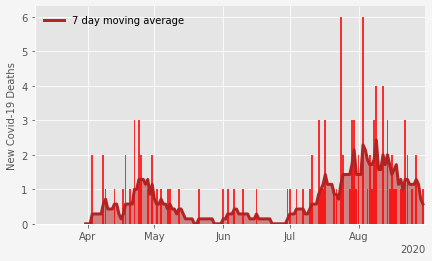 7 day moving average
New Covid-19 Deaths
6
5
4
3
2
1
0
Apr
May
Jun
Jul
Aug
2020